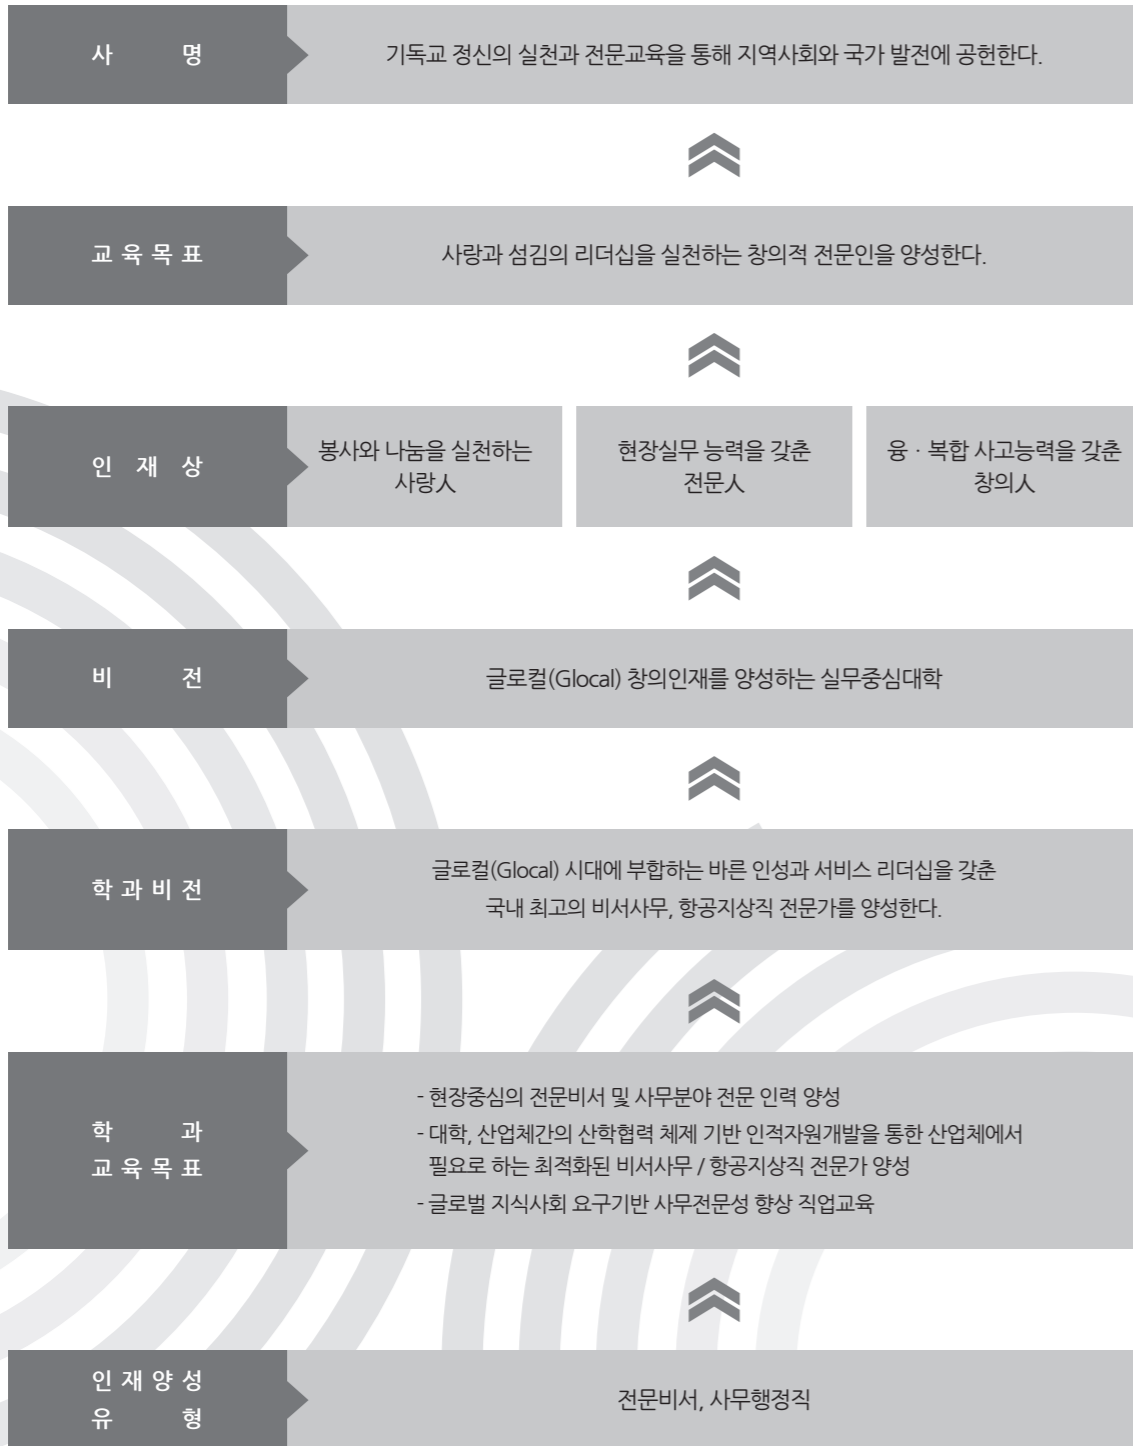 사 명
기독교 정신의 실천과 전문교육을 통해 지역사회와 국가 발전에 공헌한다.
교육목표
사랑과 섬김의 리더십을 실천하는 창의적 전문인을 양성한다.
인 재 상
봉사와 나눔을 실천하는
사랑人
현장실무 능력을 갖춘
전문人
융 · 복합 사고능력을 갖춘
창의人
비 전
글로컬(Glocal) 창의인재를 양성하는 실무중심대학
학과비전
글로컬(Glocal) 시대에 부합하는 바른 인성과 서비스 리더십을 갖춘
국내 최고의 비서사무, 항공지상직 전문가를 양성한다.
학 과
교육목표
- 현장중심의 전문비서 및 사무분야 전문 인력 양성
- 대학, 산업체간의 산학협력 체제 기반 인적자원개발을 통한 산업체에서
필요로 하는 최적화된 비서사무 / 항공지상직 전문가 양성
- 글로벌 지식사회 요구기반 사무전문성 향상 직업교육
인재양성
유 형
전문비서, 사무행정직